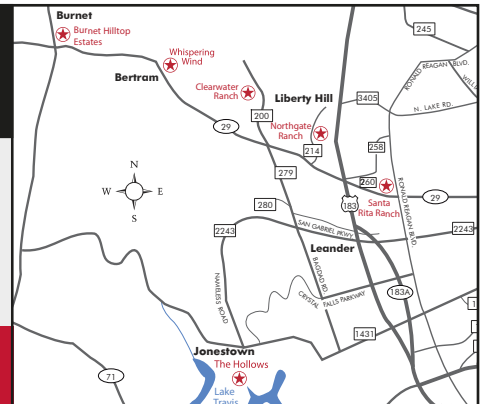 Burnet
Burnet Hilltop
Estates
245
Whispering
Wind
RONALD REAGAN BLVD.
Bertram
Clearwater
Ranch
Liberty Hill
3405
N. LAKE RD.
200
29
Northgate
Ranch
214
258
279
260
N
W
E
S
280
183
Santa
Rita Ranch
29
RONALD REAGAN BLVD.
2243
SAN GABRIEL PKWY
2243
Leander
BAGDAD RD.
NAMELESS ROAD
CRYSTAL FALLS PARKWAY
183A
1431
Jonestown
The Hollows
71
Lake
Travis